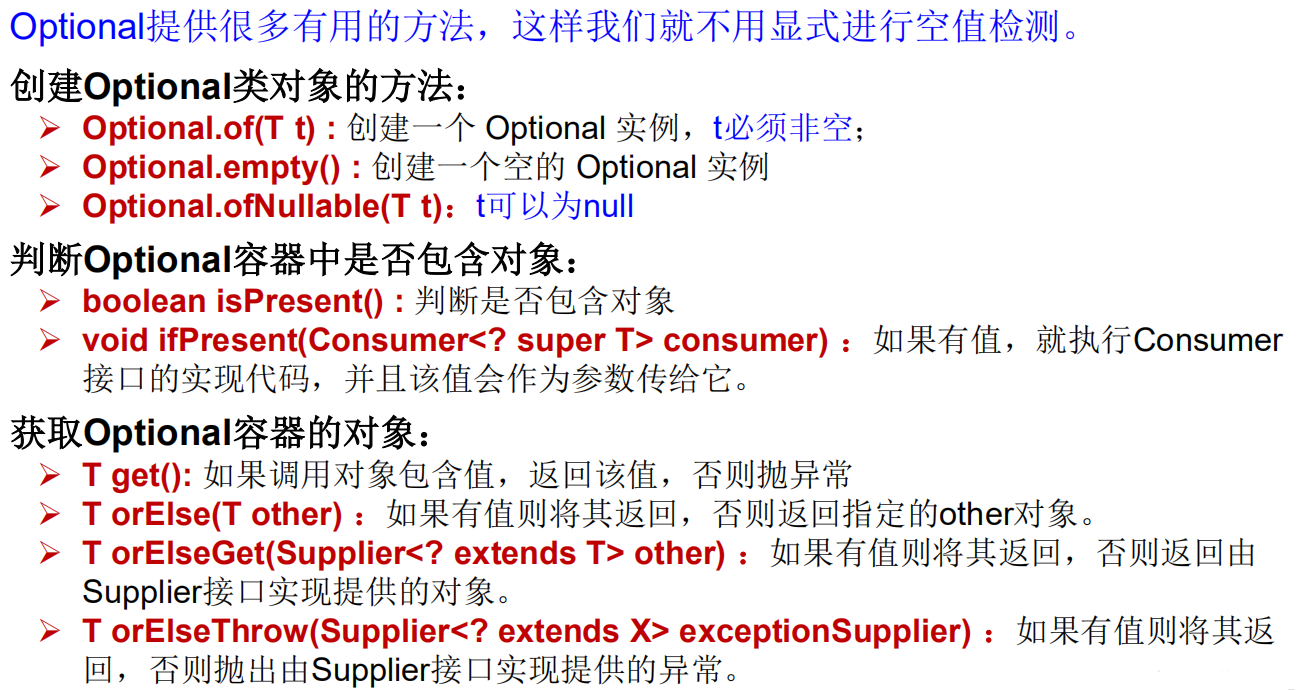 Optional提供很多有用的方法，这样我们就不用显式进行空值检测。
创建Optional类对象的方法：
➢ Optional.of(T t) : 创建一个 Optional 实例，t必须非空；
➢ Optional.empty() : 创建一个空的 Optional 实例
➢ Optional.ofNullable(T t)：t可以为null
判断Optional容器中是否包含对象：
➢ boolean isPresent() : 判断是否包含对象
➢ void ifPresent(Consumer<? super T> consumer) ：如果有值，就执行Consumer
接口的实现代码，并且该值会作为参数传给它。
获取Optional容器的对象：
➢ T get(): 如果调用对象包含值，返回该值，否则抛异常
➢ T orElse(T other) ：如果有值则将其返回，否则返回指定的other对象。
➢ T orElseGet(Supplier<? extends T> other) ：如果有值则将其返回，否则返回由
Supplier接口实现提供的对象。
➢ T orElseThrow(Supplier<? extends X> exceptionSupplier) ：如果有值则将其返
回，否则抛出由Supplier接口实现提供的异常。